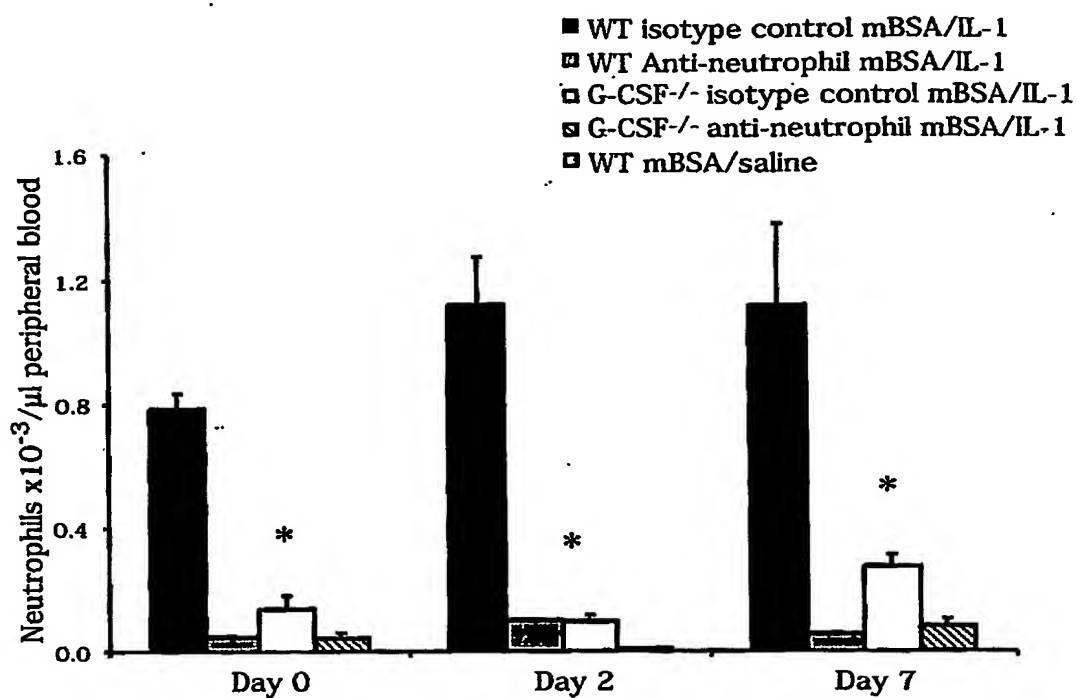 WT isotype control mBSA/IL-1
WT Anti-neutrophil mBSA/IL-1
G-CSF-/- isotype control mBSA/IL-1
G-CSF-/- anti-neutrophil mBSA/IL-1
WT mBSA/saline
Neutrophils x10⁻³/µl peripheral blood
1.6
1.2
0.8
0.4
0.0
*
*
*
Day 0
Day 2
Day 7